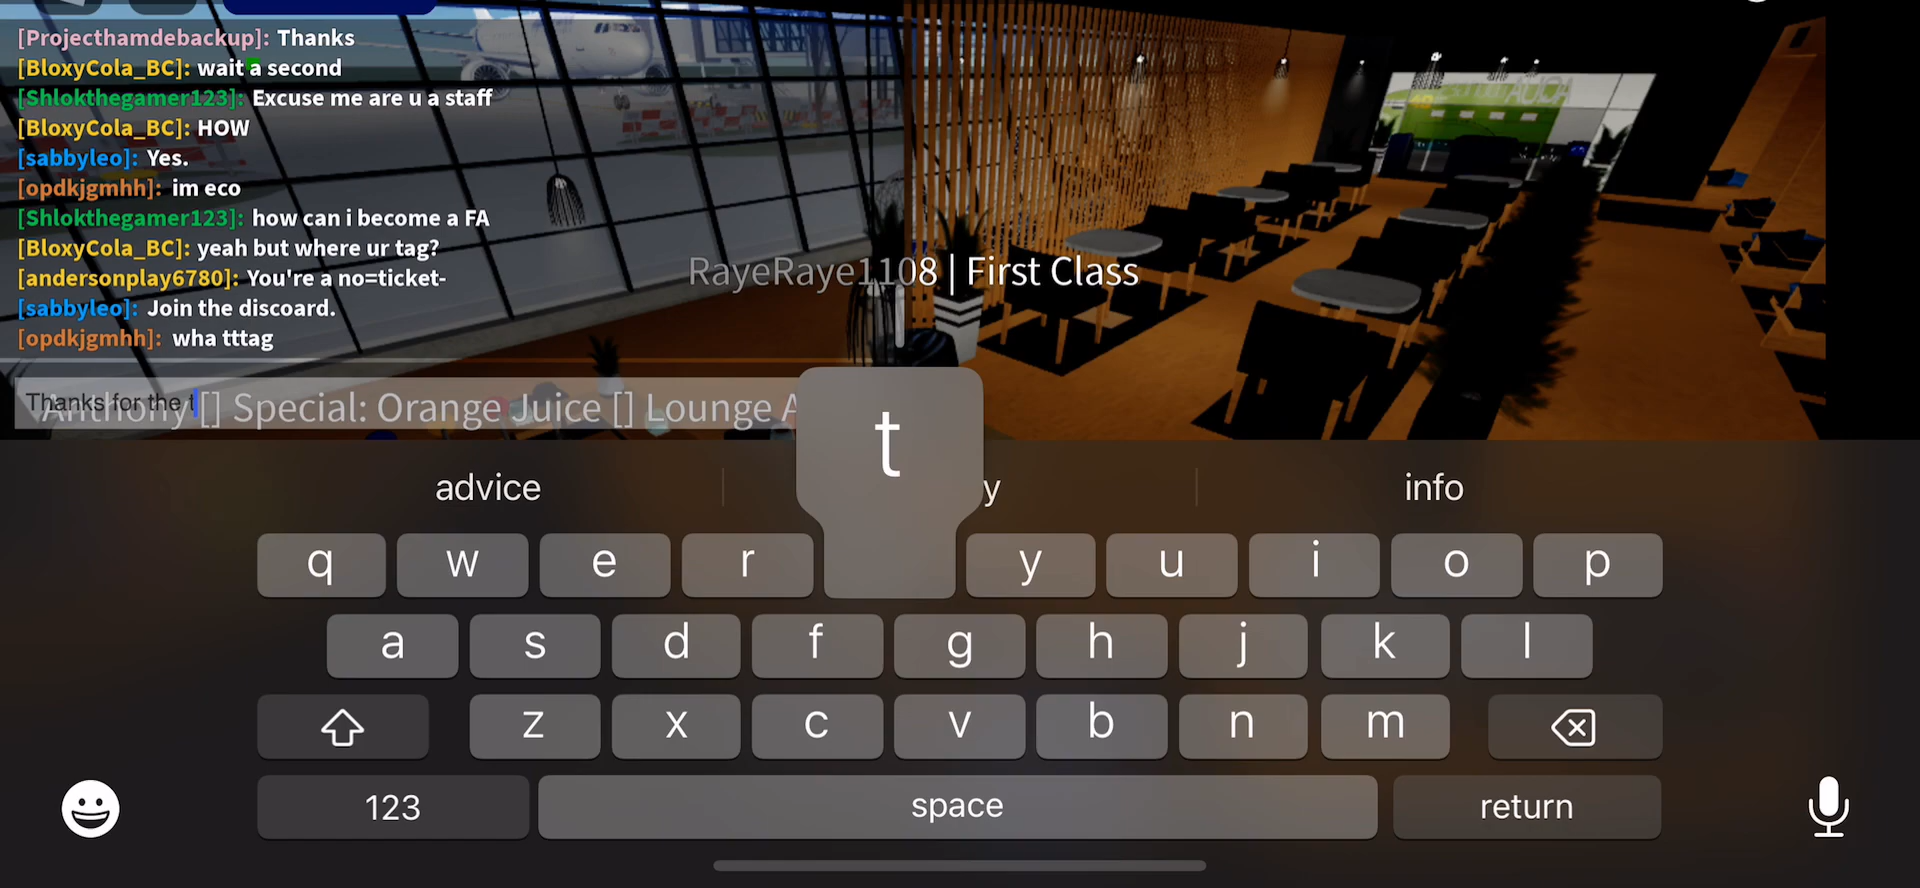 [Projecthamdebackup]: Thanks
[BloxyCola_BC]: wait a second
[Shlokthegamer123]: Excuse me are u a staff
[BloxyCola_BC]: HOW
[sabbyleo]: Yes.
[opdkjgmhh]: im eco
[Shlokthegamer123]: how can i become a FA
[BloxyCola_BC]: yeah but where ur tag?
[andersonplay6780]: You're a no=ticket-
[sabbyleo]: Join the discoard.
[opdkjgmhh]: wha tttag
RayeRaye1108 | First Class
Thanks for the t
Anthony [] Special: Orange Juice [] Lounge A
t
advice
y
info
q w e r y u i o p
a s d f g h j k l
z x c v b n m
123 space return